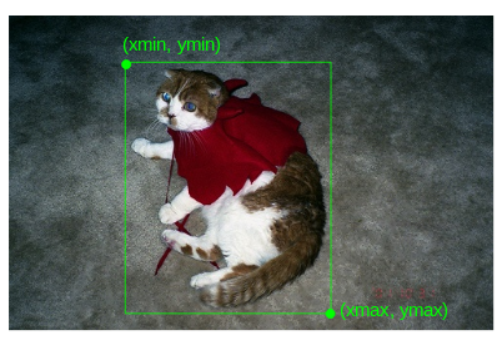 (xmin, ymin)
(xmax, ymax)